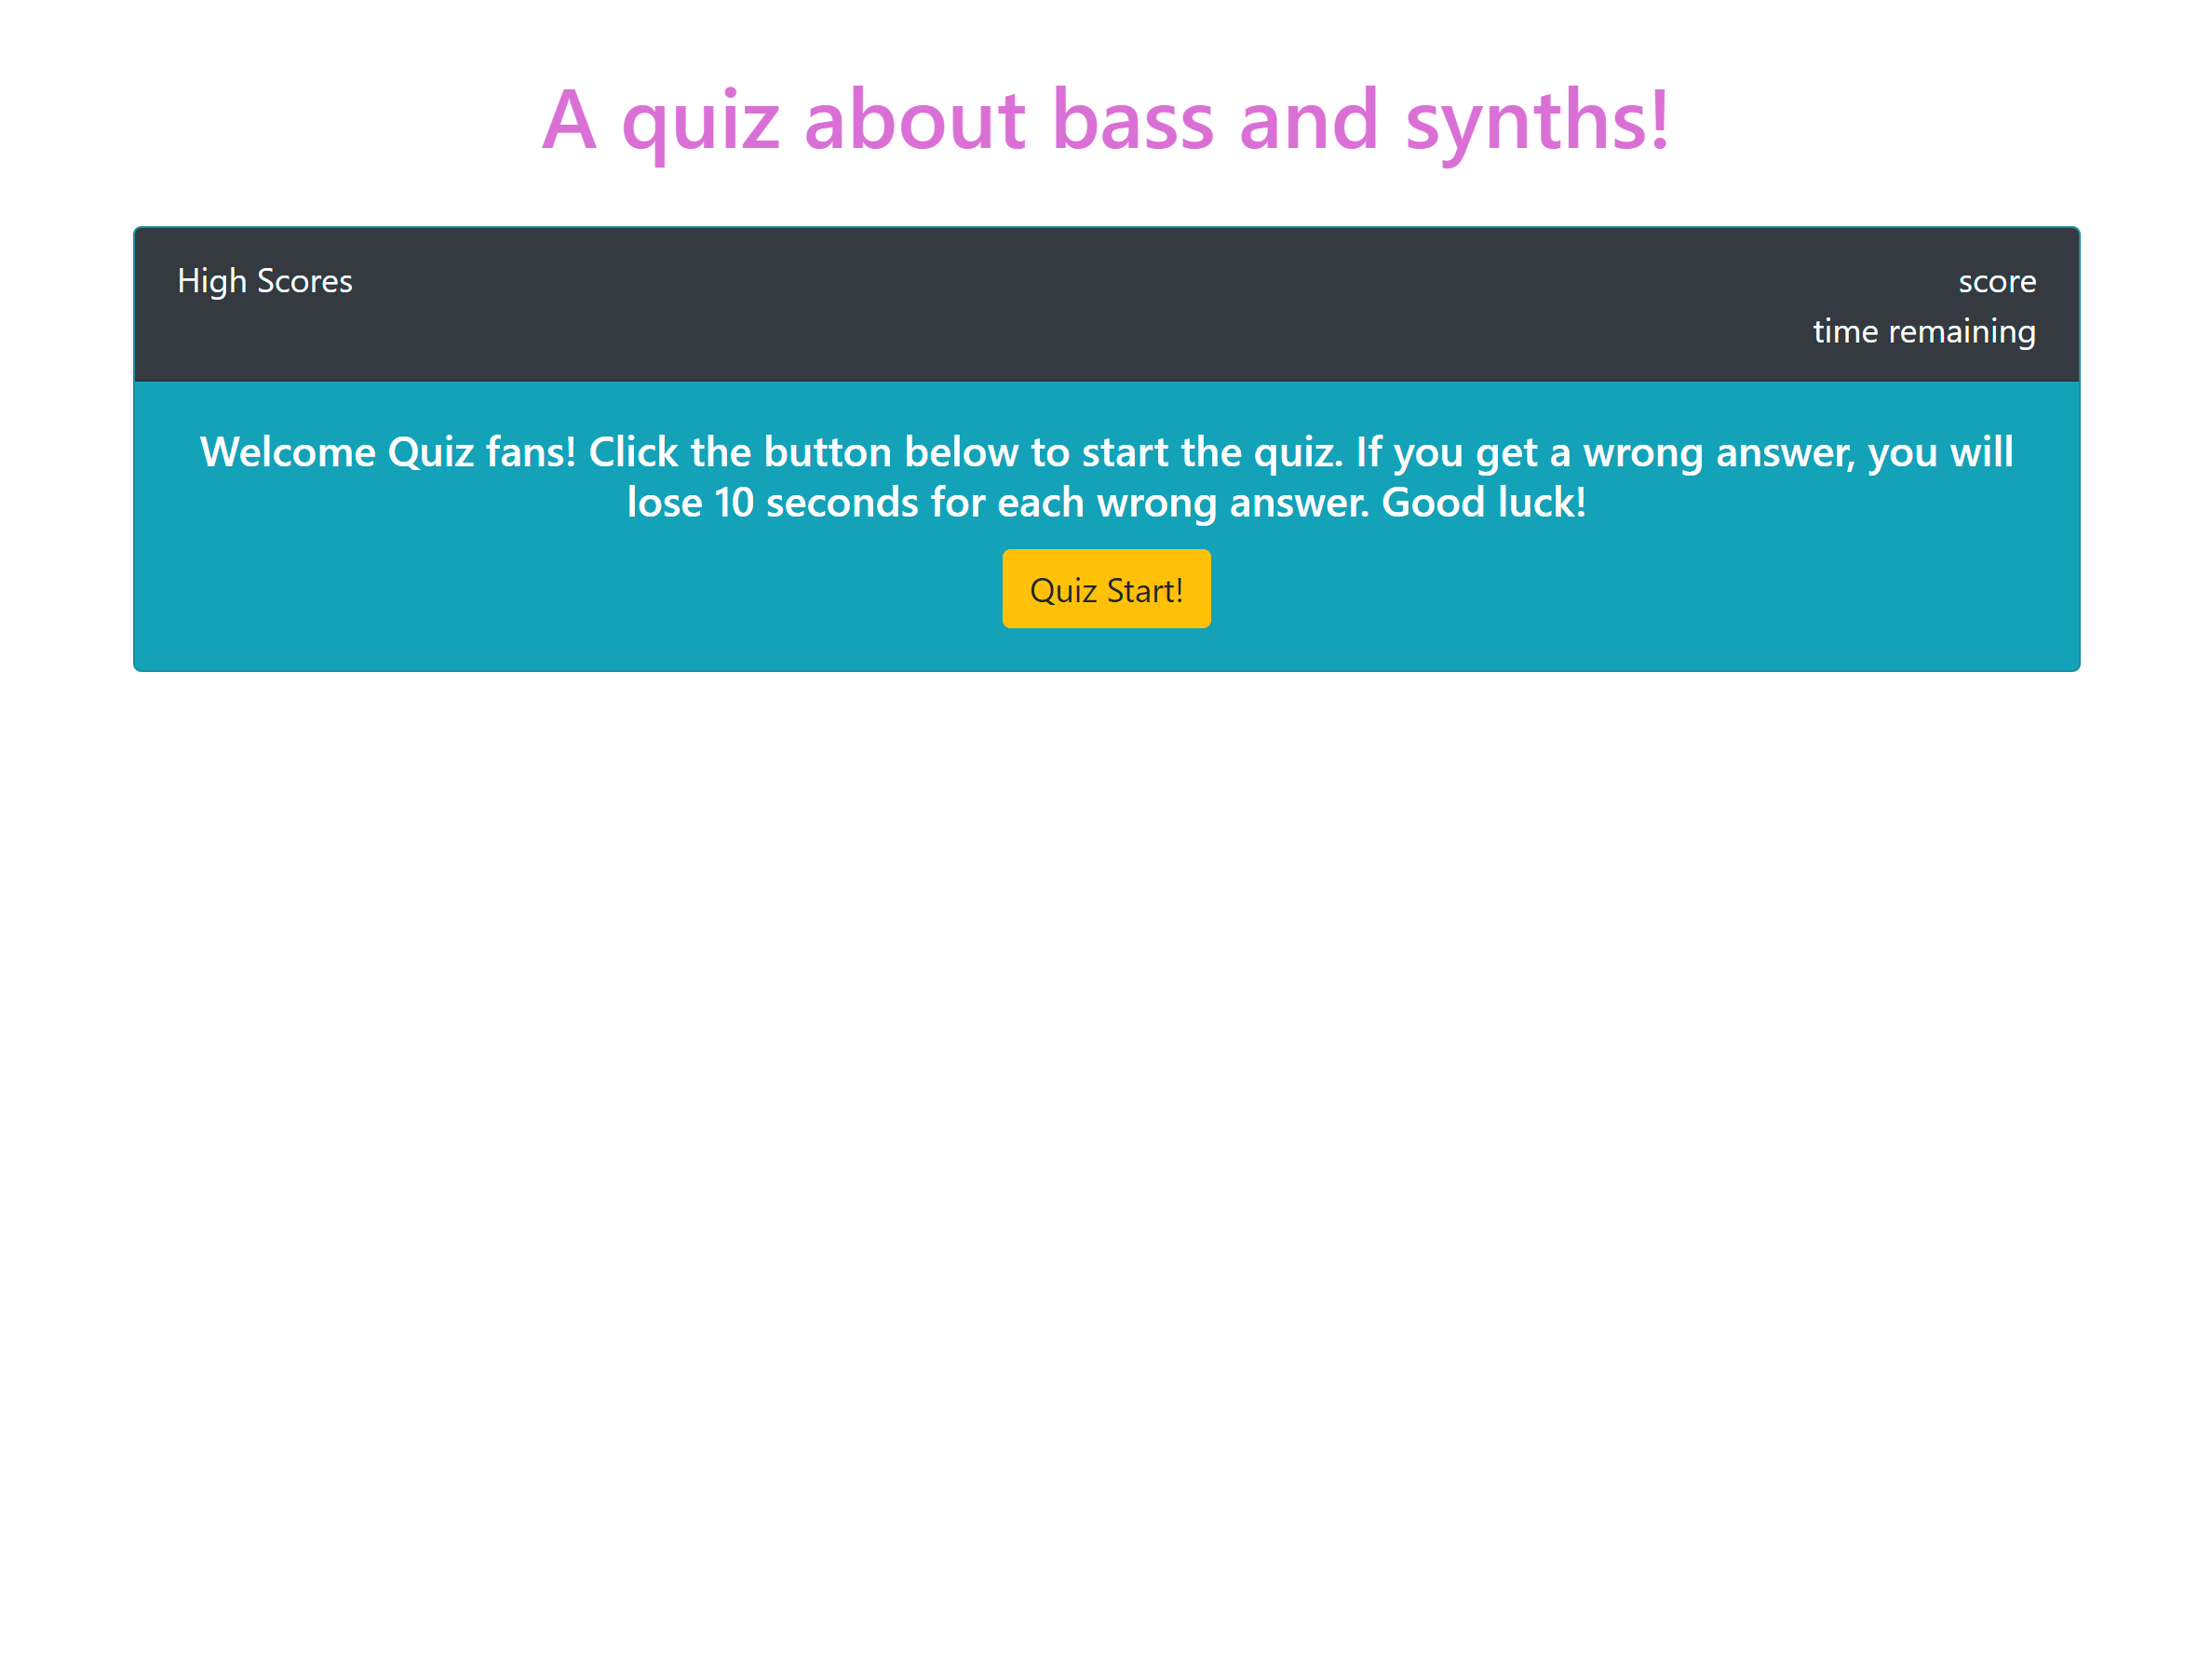 A quiz about bass and synths!
High Scores
score
time remaining
Welcome Quiz fans! Click the button below to start the quiz. If you get a wrong answer, you will
lose 10 seconds for each wrong answer. Good luck!
Quiz Start!